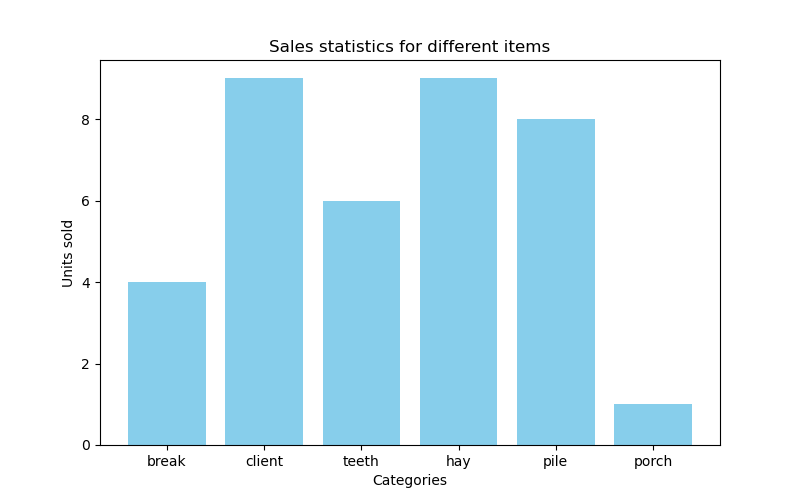 Sales statistics for different items
Units sold
8
6
4
2
0
break client teeth hay pile porch
Categories